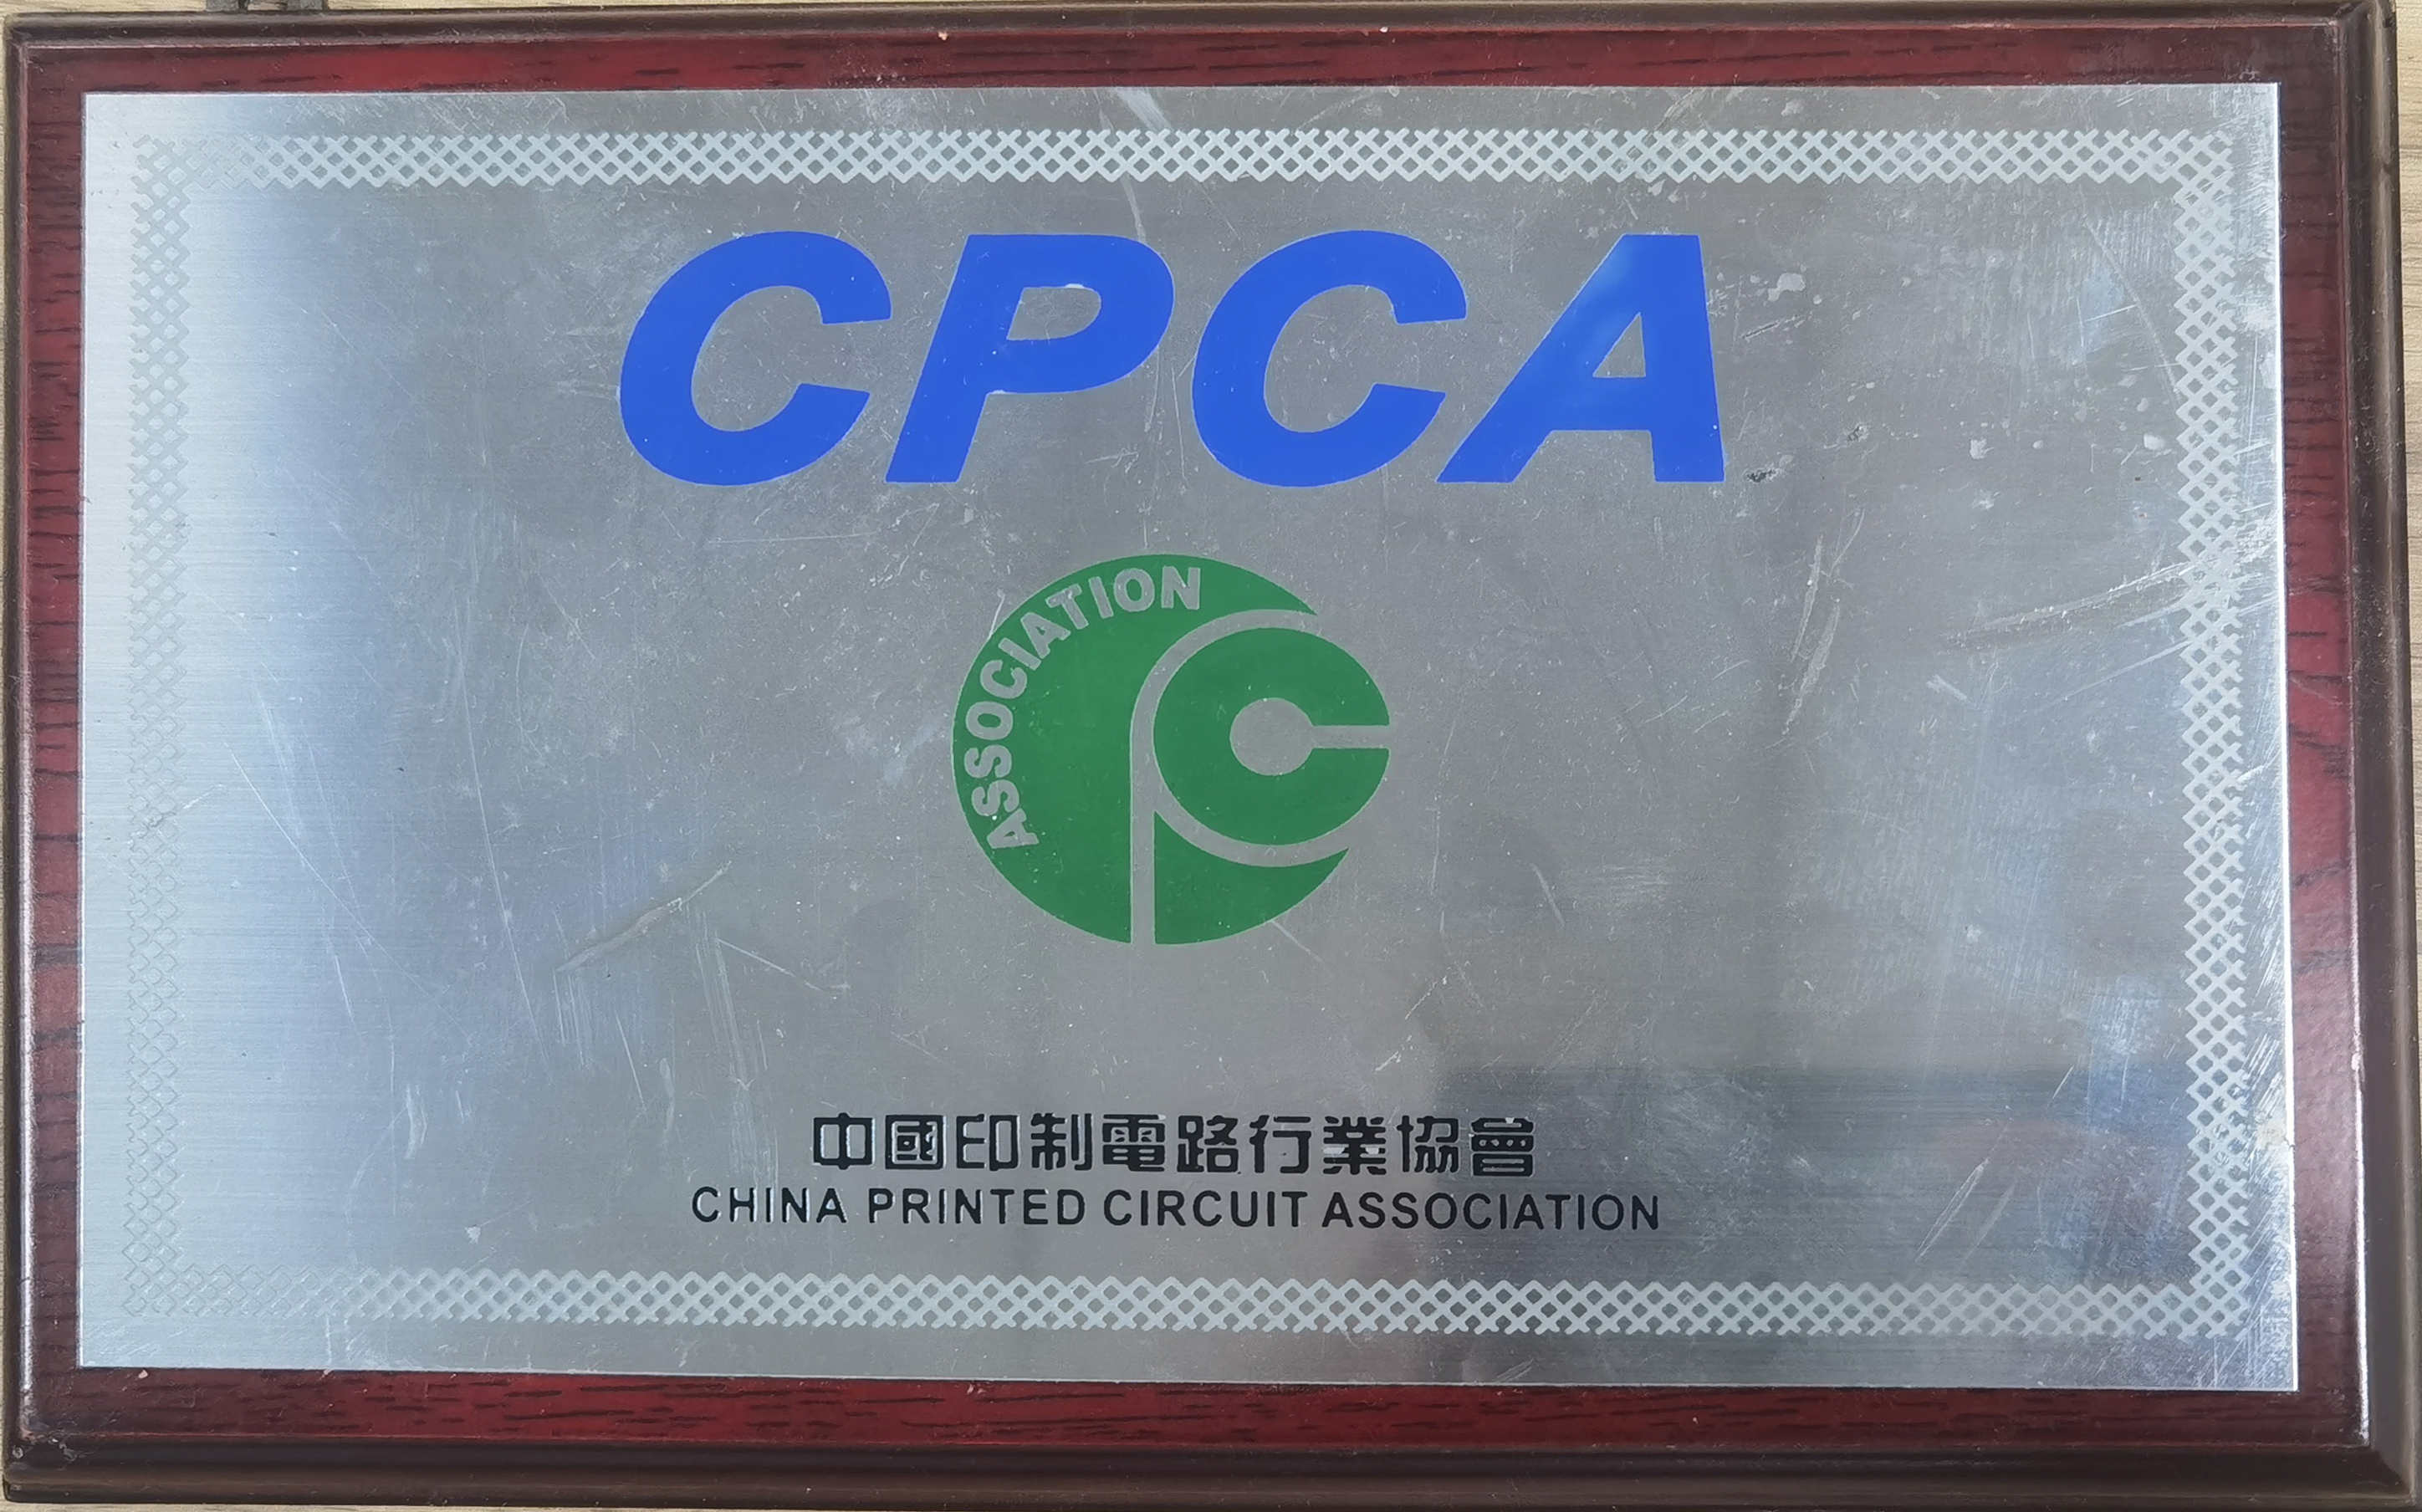 CPCA
ASSOCIATION
中國印制電路行業協會
CHINA PRINTED CIRCUIT ASSOCIATION